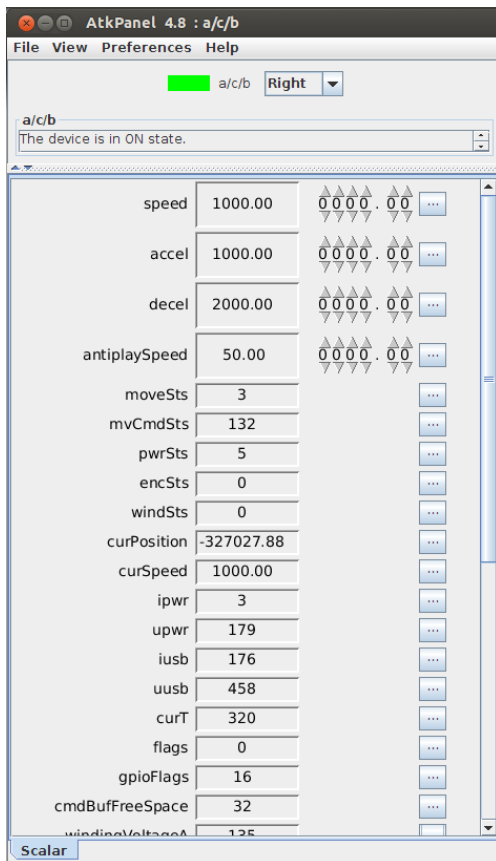 AtkPanel 4.8 : a/c/b
File View Preferences Help
a/c/b Right
a/c/b
The device is in ON state.
speed 1000.00 0000.00 ...
accel 1000.00 0000.00 ...
decel 2000.00 0000.00 ...
antiplaySpeed 50.00 0000.00 ...
moveSts 3 ...
mvCmdSts 132 ...
pwrSts 5 ...
encSts 0 ...
windSts 0 ...
curPosition -327027.88 ...
curSpeed 1000.00 ...
ipwr 3 ...
upwr 179 ...
iusb 176 ...
uusb 458 ...
curT 320 ...
flags 0 ...
gpioFlags 16 ...
cmdBufFreeSpace 32 ...
windingVoltageA 135
Scalar